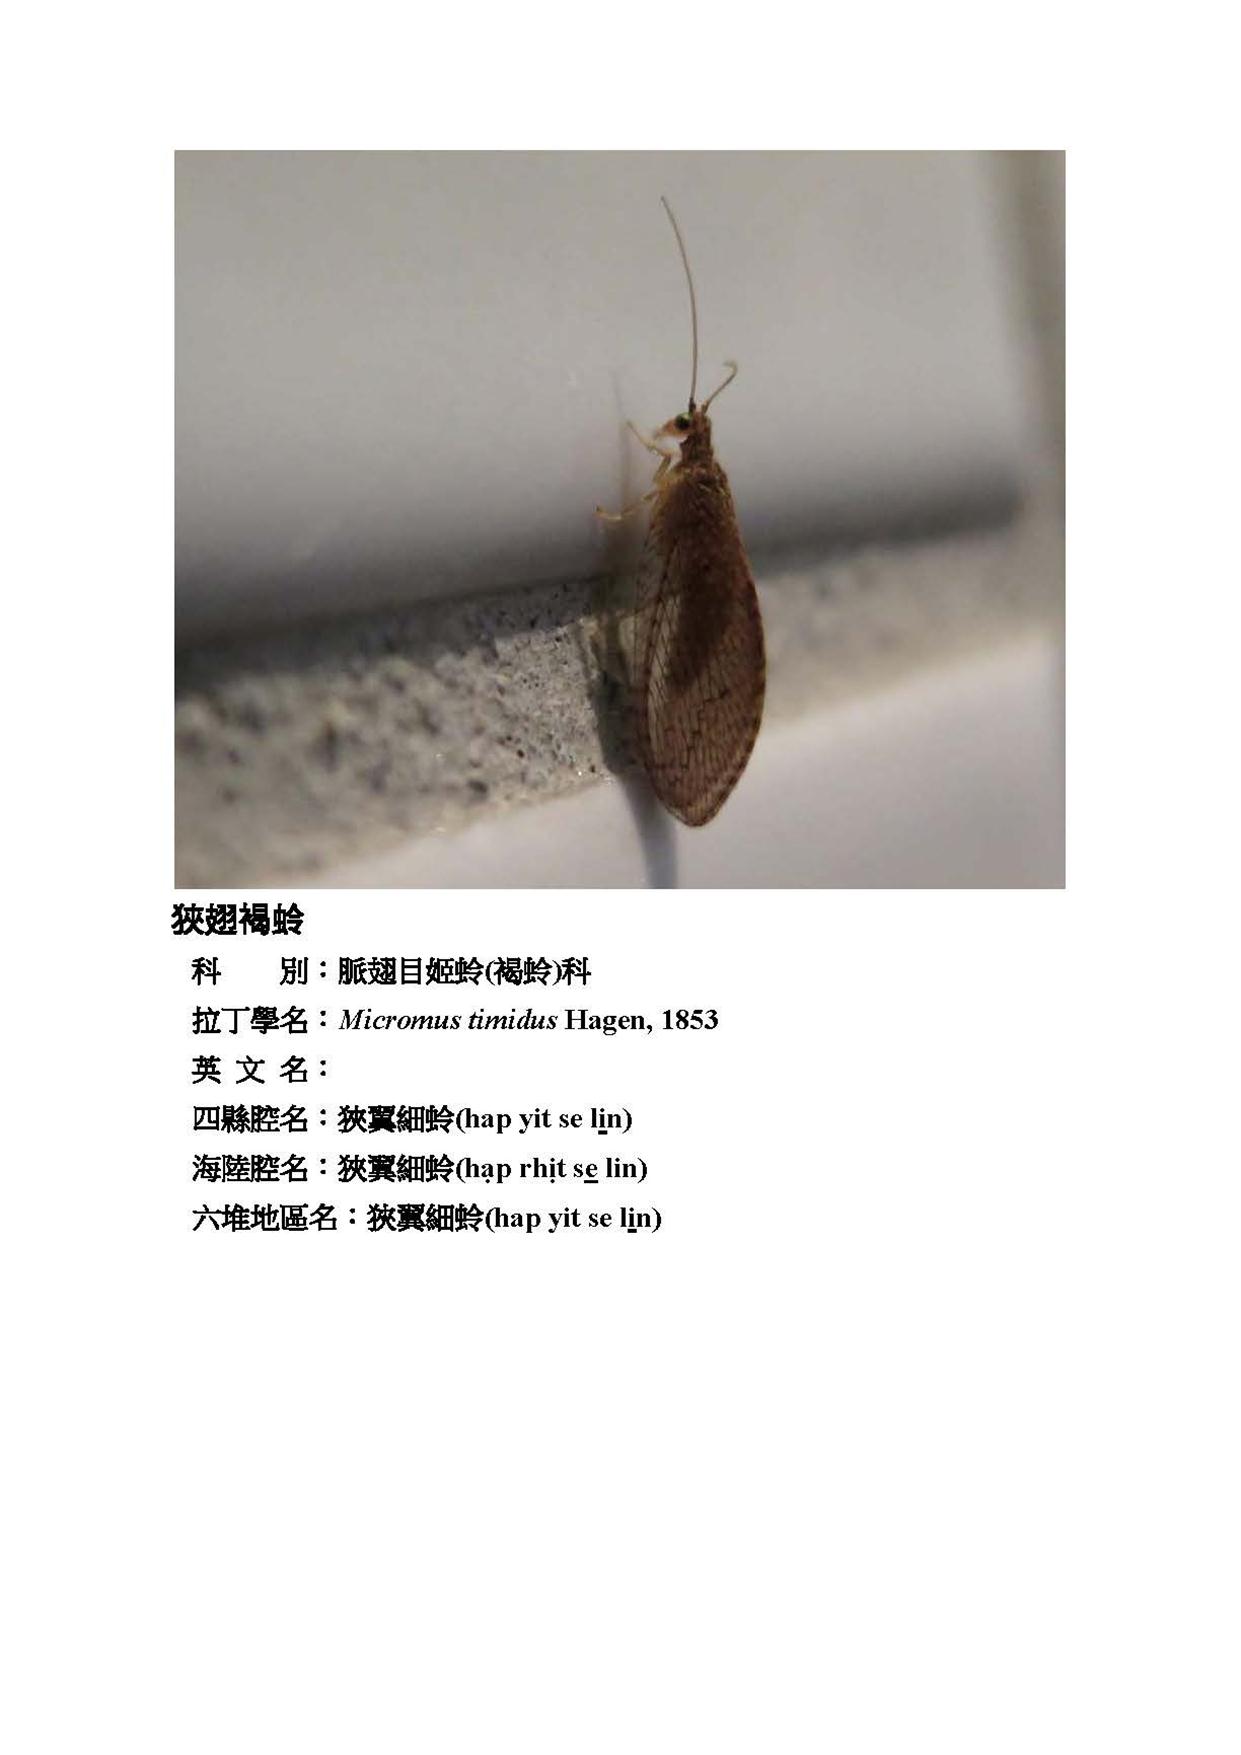 狹翅褐蛉
科　　別：脈翅目姬蛉(褐蛉)科
拉丁學名：Micromus timidus Hagen, 1853
英 文 名：
四縣腔名：狹翼細蛉(hap yit se li̲n)
海陸腔名：狹翼細蛉(hạp rhịt se̲ lin)
六堆地區名：狹翼細蛉(hap yit se li̲n)